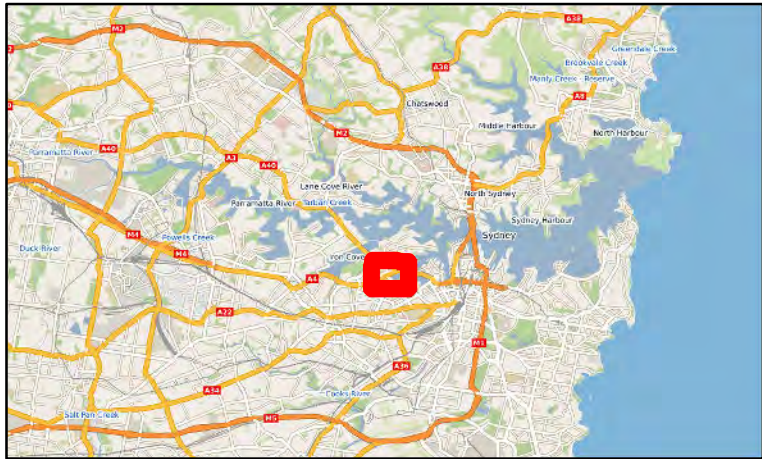 A38
M2
Greendale Creek
Brookvale Creek
A38
Manly Creek - Reserve
A8
Chatswood
Middle Harbour
North Harbour
M2
A40
Parramatta River
A3
A40
Lane Cove River
North Sydney
Parramatta River
Tarban Creek
Sydney Harbour
M4
Powells Creek
Sydney
Duck River
M4
Iron Cove
A4
A22
M1
A36
A34
Cooks River
Salt Pan Creek
M5